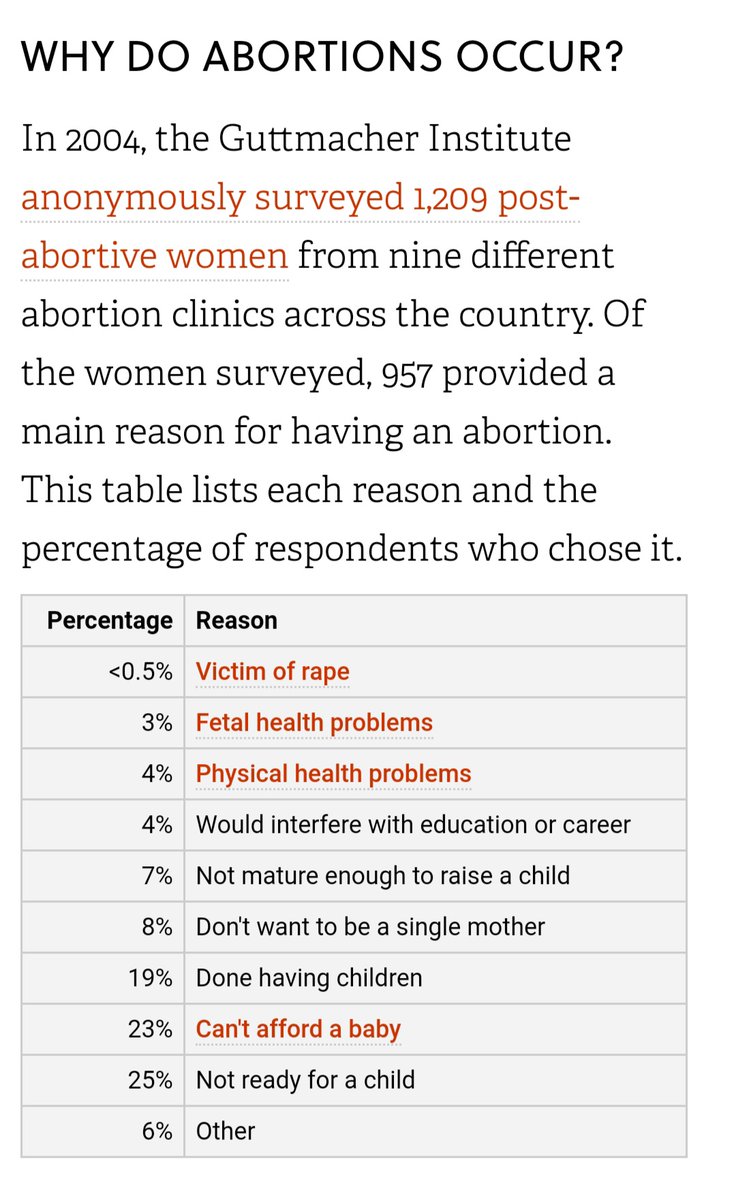 WHY DO ABORTIONS OCCUR?
In 2004, the Guttmacher Institute
anonymously surveyed 1,209 post-
abortive women from nine different
abortion clinics across the country. Of
the women surveyed, 957 provided a
main reason for having an abortion.
This table lists each reason and the
percentage of respondents who chose it.
Percentage Reason
<0.5% Victim of rape
3% Fetal health problems
4% Physical health problems
4% Would interfere with education or career
7% Not mature enough to raise a child
8% Don't want to be a single mother
19% Done having children
23% Can't afford a baby
25% Not ready for a child
6% Other